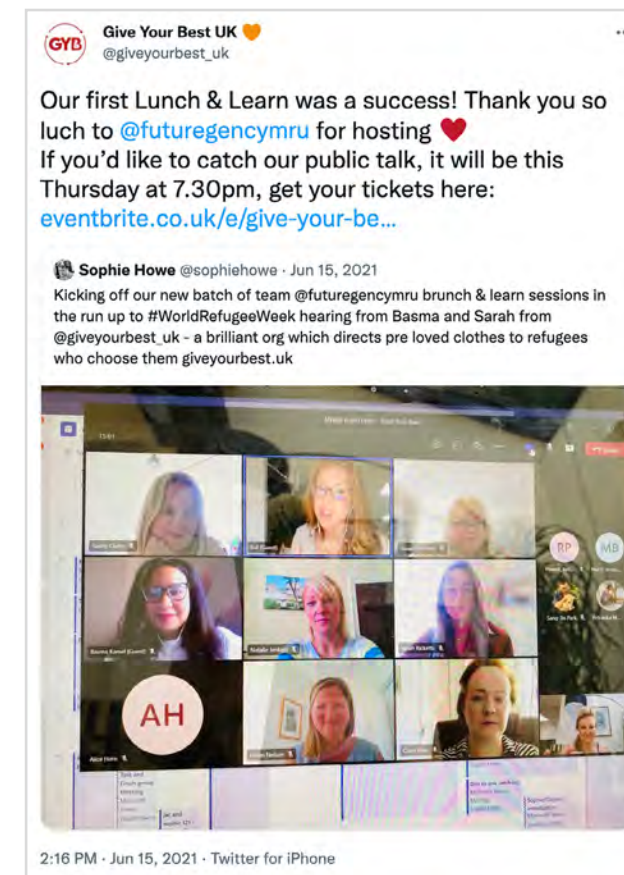 GYB
Give Your Best UK 🧡
@giveyourbest_uk
Our first Lunch & Learn was a success! Thank you so
luch to @futuregencymru for hosting ♥
If you'd like to catch our public talk, it will be this
Thursday at 7.30pm, get your tickets here:
eventbrite.co.uk/e/give-your-be...
Sophie Howe @sophiehowe · Jun 15, 2021
Kicking off our new batch of team @futuregencymru brunch & learn sessions in
the run up to #WorldRefugeeWeek hearing from Basma and Sarah from
@giveyourbest_uk - a brilliant org which directs pre loved clothes to refugees
who choose them giveyourbest.uk
RP
MB
AH
2:16 PM · Jun 15, 2021 · Twitter for iPhone